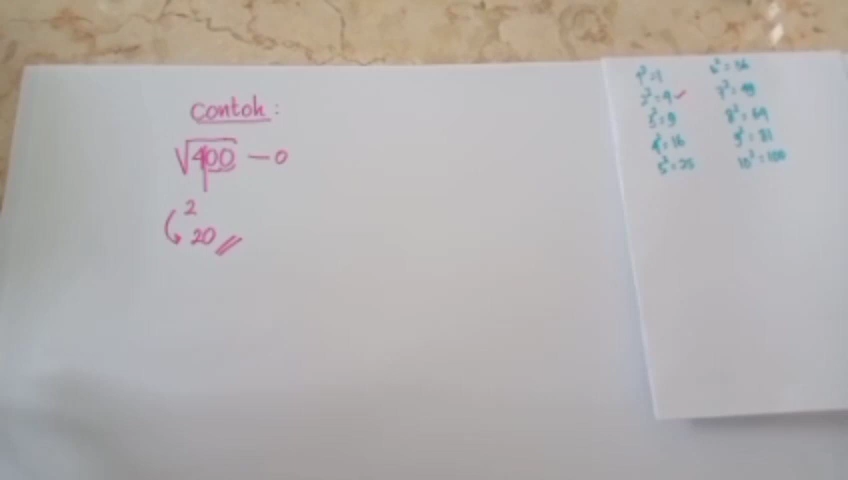 Contoh :
√400 — 0
2
20 //
1² = 1
2² = 4 ✓
3² = 9
4² = 16
5² = 25
6² = 36
7² = 49
8² = 64
9² = 81
10² = 100